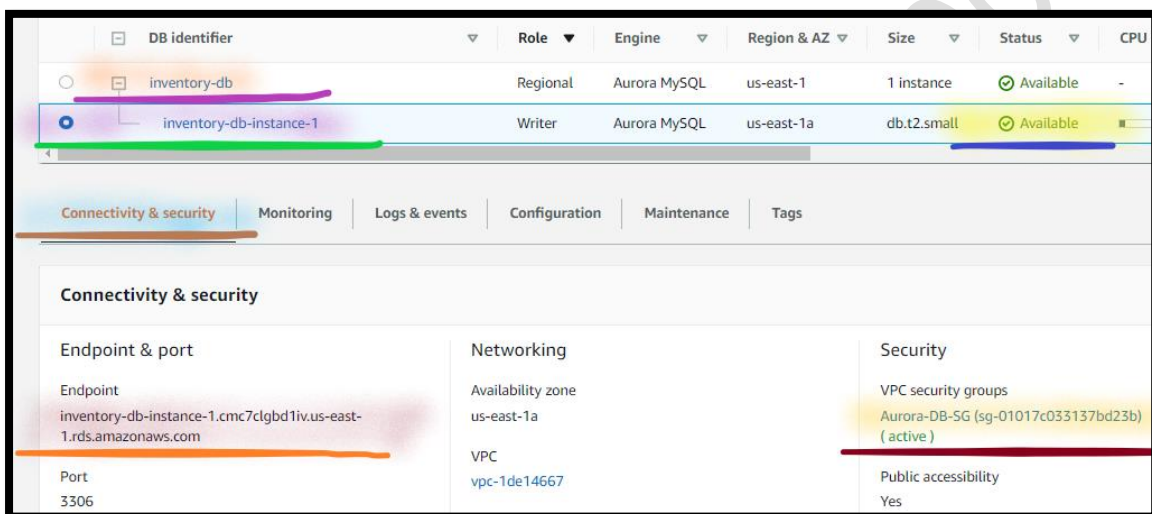 DB identifier Role Engine Region & AZ Size Status CPU
inventory-db Regional Aurora MySQL us-east-1 1 instance Available -
inventory-db-instance-1 Writer Aurora MySQL us-east-1a db.t2.small Available
Connectivity & security Monitoring Logs & events Configuration Maintenance Tags
Connectivity & security
Endpoint & port
Endpoint
inventory-db-instance-1.cmc7clgbd1iv.us-east-
1.rds.amazonaws.com
Port
3306
Networking
Availability zone
us-east-1a
VPC
vpc-1de14667
Security
VPC security groups
Aurora-DB-SG (sg-01017c033137bd23b)
( active )
Public accessibility
Yes